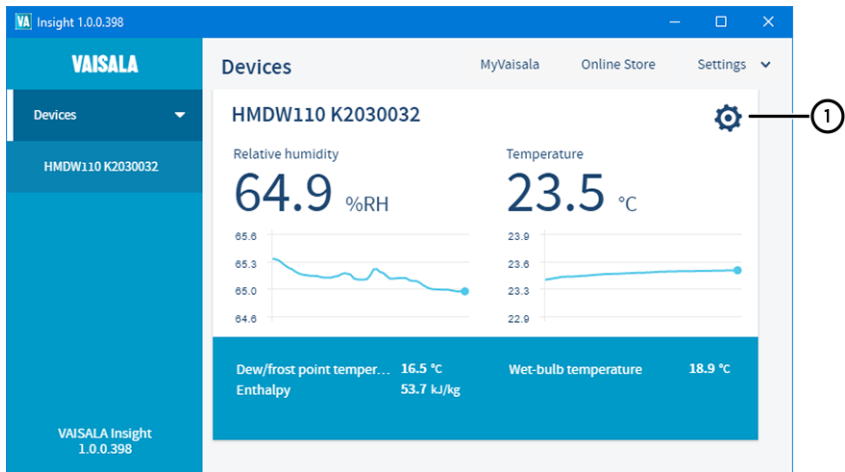 VA Insight 1.0.0.398
VAISALA
Devices
HMDW110 K2030032
VAISALA Insight
1.0.0.398
Devices
MyVaisala Online Store Settings
HMDW110 K2030032
1
Relative humidity
64.9 %RH
65.6
65.3
65.0
64.6
Temperature
23.5 °C
23.9
23.6
23.3
22.9
Dew/frost point temper... 16.5 °C
Enthalpy 53.7 kJ/kg
Wet-bulb temperature 18.9 °C